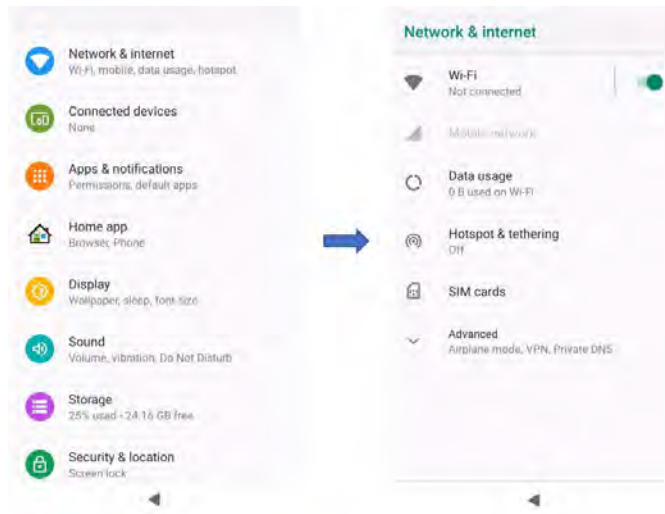 Network & internet
Wi-Fi, mobile, data usage, hotspot
Connected devices
None
Apps & notifications
Permissions, default apps
Home app
Browser, Phone
Display
Wallpaper, sleep, font size
Sound
Volume, vibration, Do Not Disturb
Storage
25% used - 24.16 GB free
Security & location
Screen lock
Network & internet
Wi-Fi
Not connected
Mobile network
Data usage
0 B used on Wi-Fi
Hotspot & tethering
Off
SIM cards
Advanced
Airplane mode, VPN, Private DNS